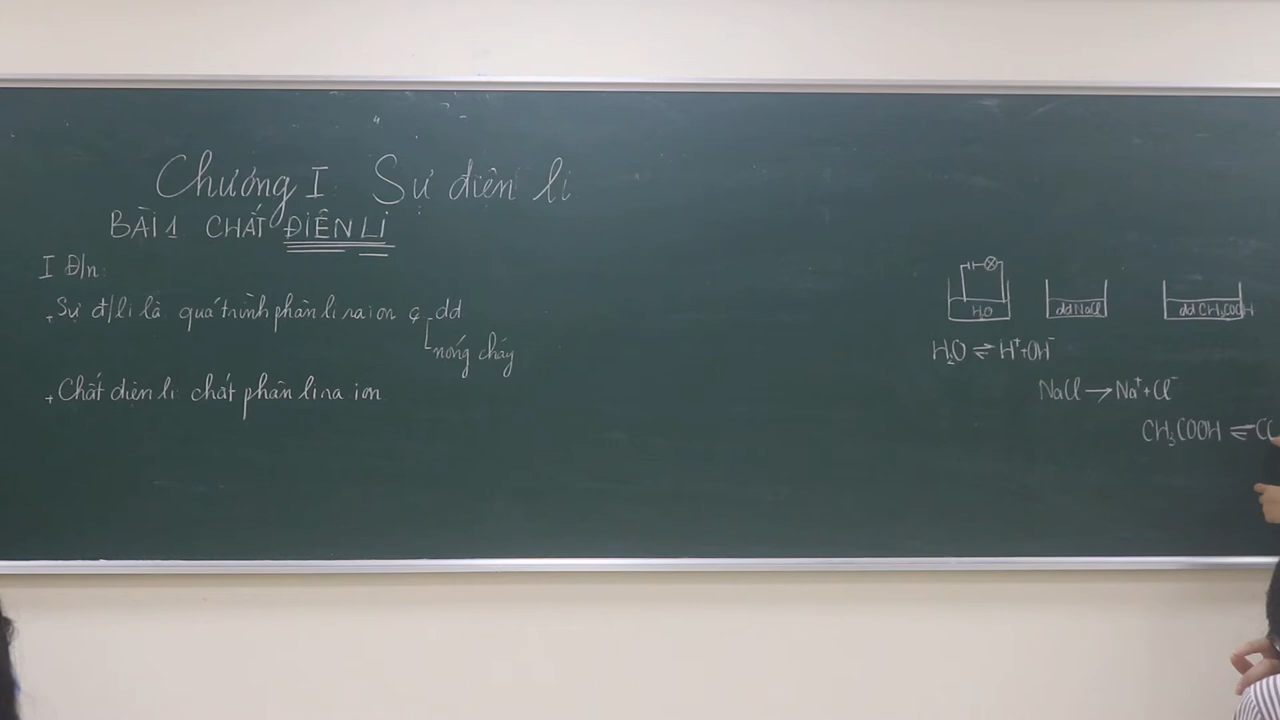 Chương I: Sự điện li
BÀI 1 CHẤT ĐIỆN LI
I Đ/n:
+ Sự đ/li là quá trình phân li ra ion dd
nóng chảy
+ Chất điện li chất phân li ra ion
H₂O
dd NaCl
dd CH₃COOH
H₂O ⇌ H⁺+OH⁻
NaCl → Na⁺+Cl⁻
CH₃COOH ⇌